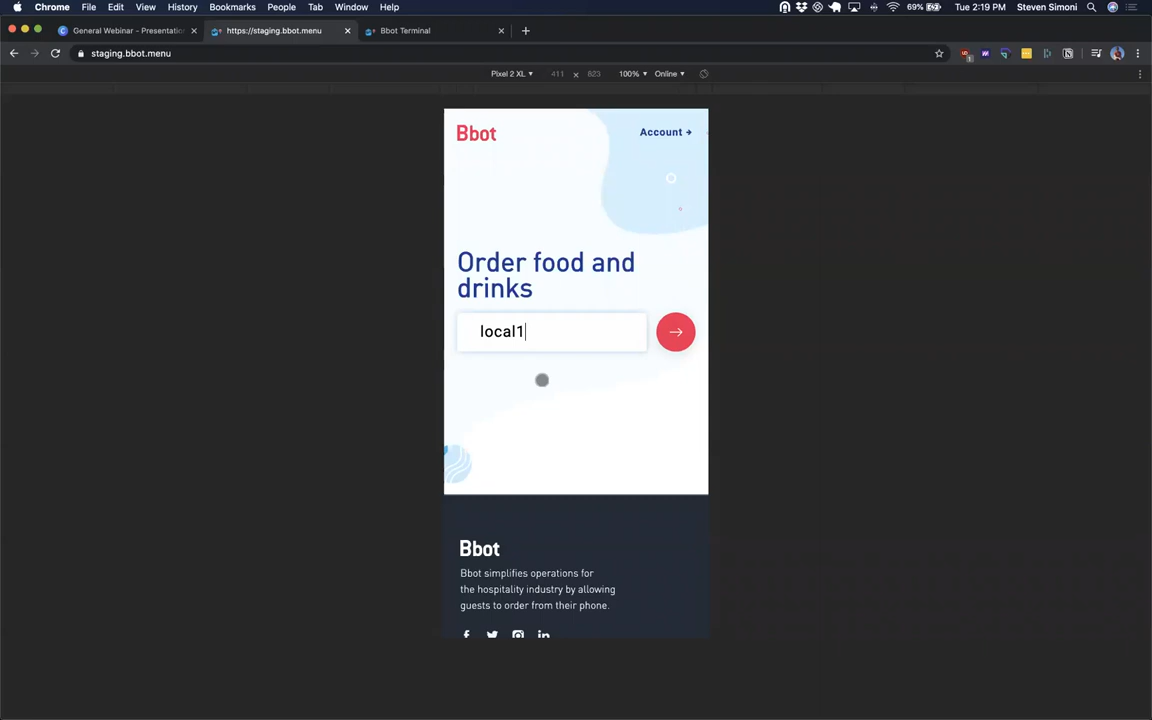 Chrome File Edit View History Bookmarks People Tab Window Help 69% Tue 2:19 PM Steven Simoni
General Webinar - Presentatio https://staging.bbot.menu Bbot Terminal
staging.bbot.menu
Pixel 2 XL 411 x 823 100% Online
Bbot Account
Order food and
drinks
local1
Bbot
Bbot simplifies operations for
the hospitality industry by allowing
guests to order from their phone.